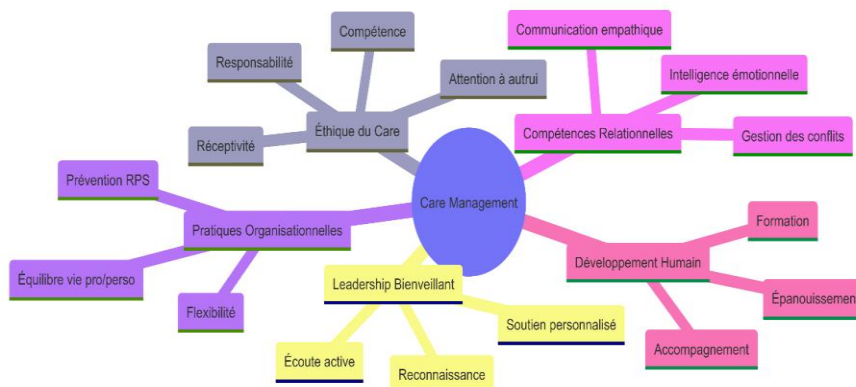 Compétence
Responsabilité
Attention à autrui
Réceptivité
Éthique du Care
Communication empathique
Intelligence émotionnelle
Compétences Relationnelles
Gestion des conflits
Care Management
Prévention RPS
Pratiques Organisationnelles
Équilibre vie pro/perso
Flexibilité
Leadership Bienveillant
Soutien personnalisé
Écoute active
Reconnaissance
Développement Humain
Formation
Épanouissemen
Accompagnement